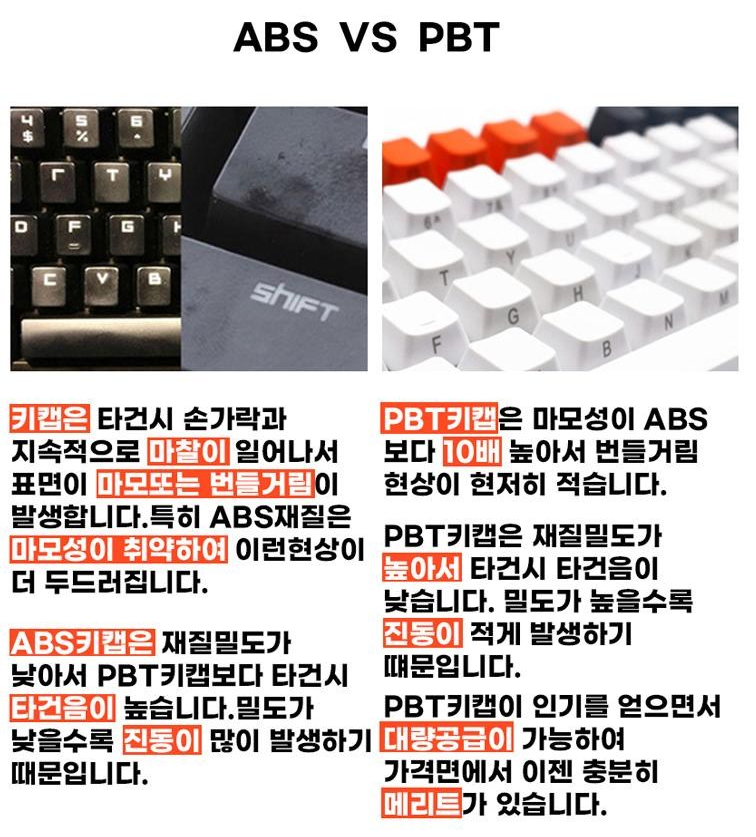 ABS VS PBT
4 5 6
$ %
T Y
D F G H
C V B
SHIFT
6^ 7&
T Y U
F G H J
B N M
키캡은 타건시 손가락과
지속적으로 마찰이 일어나서
표면이 마모또는 번들거림이
발생합니다.특히 ABS재질은
마모성이 취약하여 이런현상이
더 두드러집니다.
ABS키캡은 재질밀도가
낮아서 PBT키캡보다 타건시
타건음이 높습니다.밀도가
낮을수록 진동이 많이 발생하기
때문입니다.
PBT키캡은 마모성이 ABS
보다 10배 높아서 번들거림
현상이 현저히 적습니다.
PBT키캡은 재질밀도가
높아서 타건시 타건음이
낮습니다. 밀도가 높을수록
진동이 적게 발생하기
떄문입니다.
PBT키캡이 인기를 얻으면서
대량공급이 가능하여
가격면에서 이젠 충분히
메리트가 있습니다.